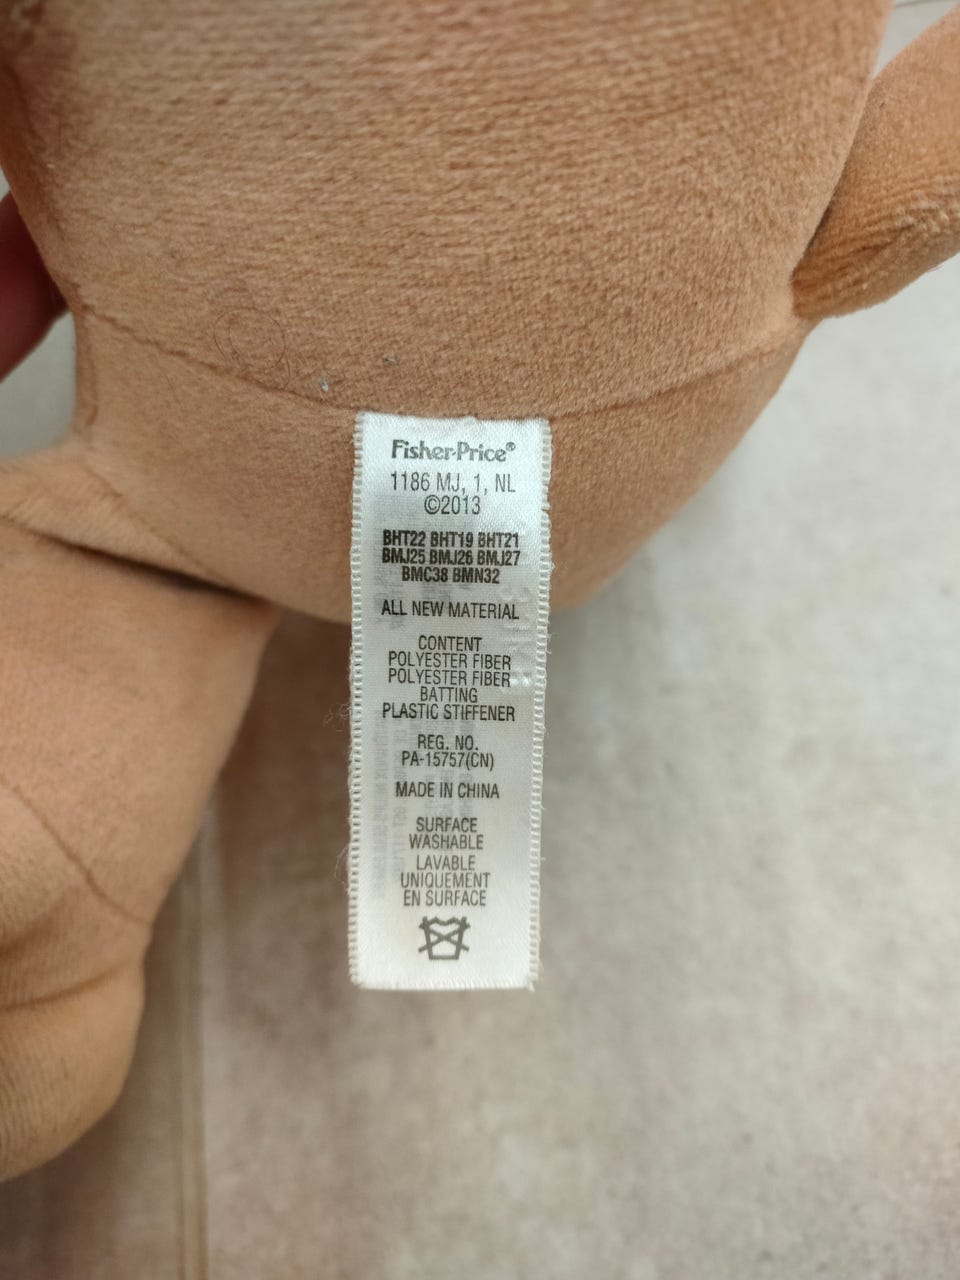 Fisher-Price®
1186 MJ, 1, NL
©2013
BHT22 BHT19 BHT21
BMJ25 BMJ26 BMJ27
BMC38 BMN32
ALL NEW MATERIAL
CONTENT
POLYESTER FIBER
POLYESTER FIBER
BATTING
PLASTIC STIFFENER
REG. NO.
PA-15757(CN)
MADE IN CHINA
SURFACE
WASHABLE
LAVABLE
UNIQUEMENT
EN SURFACE